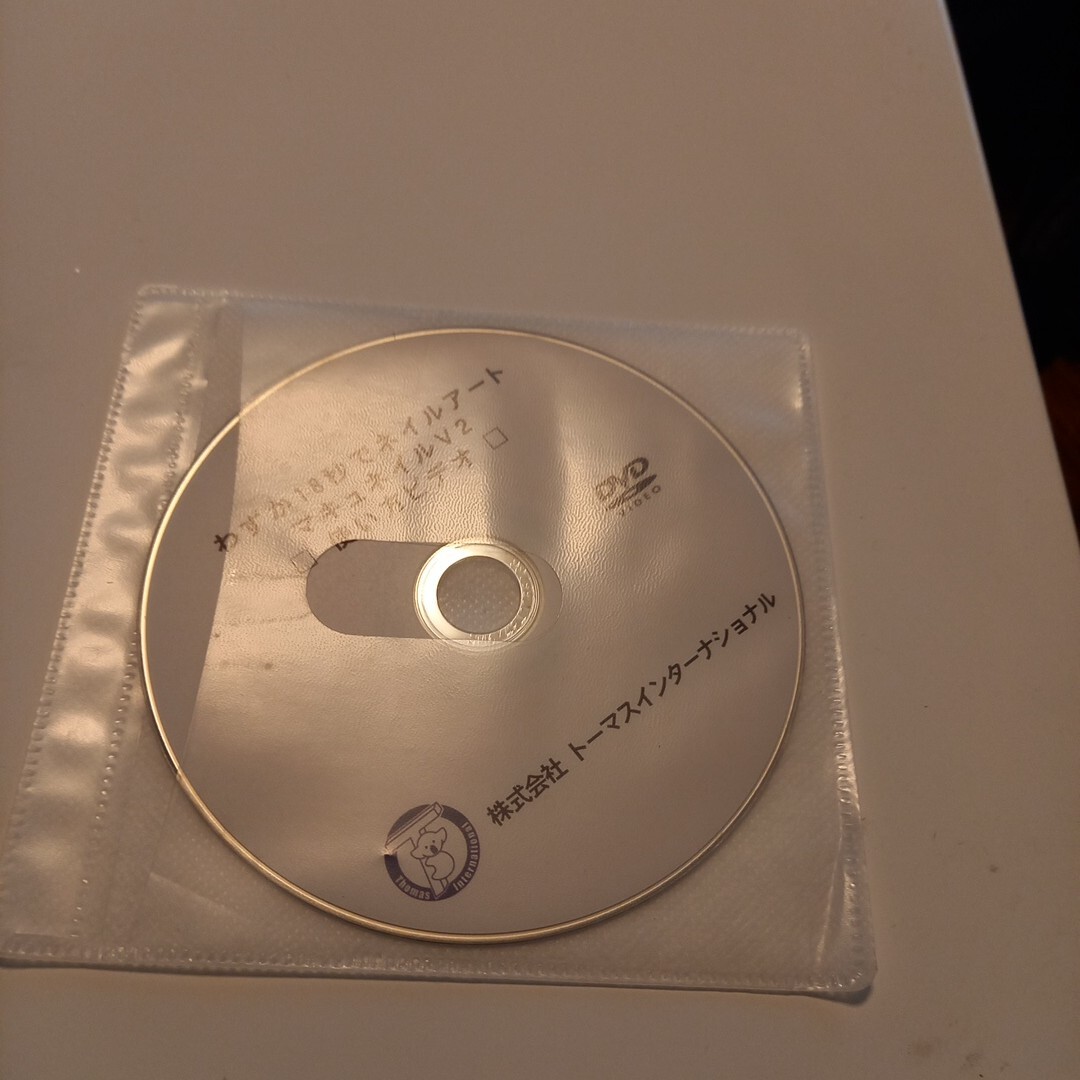 わずか18秒でネイルアート
マキュネイルV2
□ 使い方ビデオ □
DVD
VIDEO
株式会社 トーマスインターナショナル
Thomas International